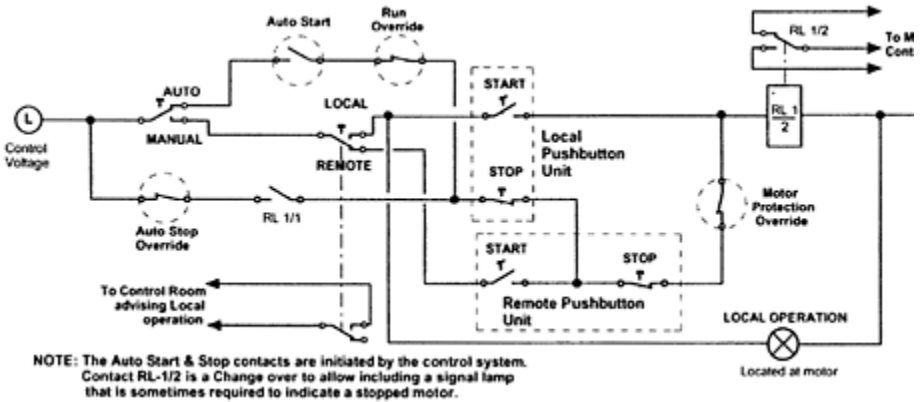 Auto Start
Run
Override
RL 1/2
To M
Cont
AUTO
LOCAL
START
L
RL 1
2
Control
Voltage
MANUAL
REMOTE
Local
Pushbutton
Unit
STOP
RL 1/1
Auto Stop
Override
Motor
Protection
Override
START
STOP
Remote Pushbutton
Unit
To Control Room
advising Local
operation
LOCAL OPERATION
Located at motor
NOTE: The Auto Start & Stop contacts are initiated by the control system.
Contact RL-1/2 is a Change over to allow including a signal lamp
that is sometimes required to indicate a stopped motor.